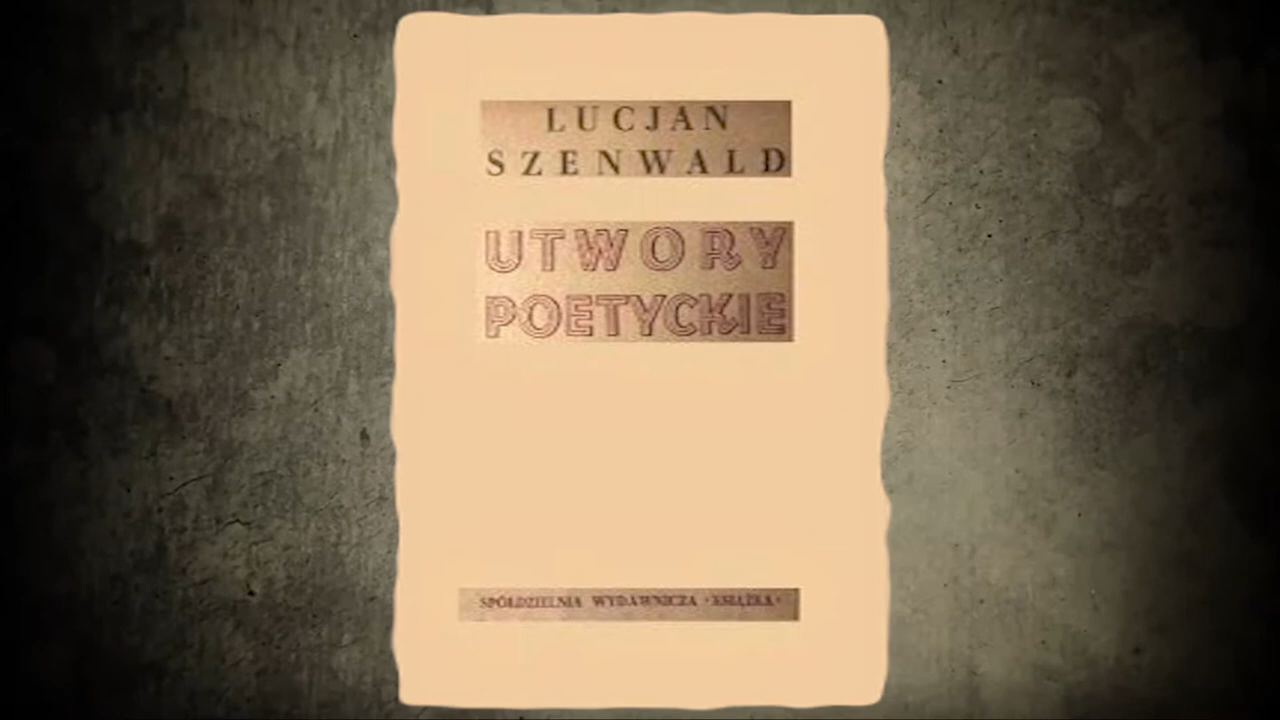 LUCJAN
SZENWALD
UTWORY
POETYCKIE
SPÓŁDZIELNIA WYDAWNICZA • KSIĄŻKA •